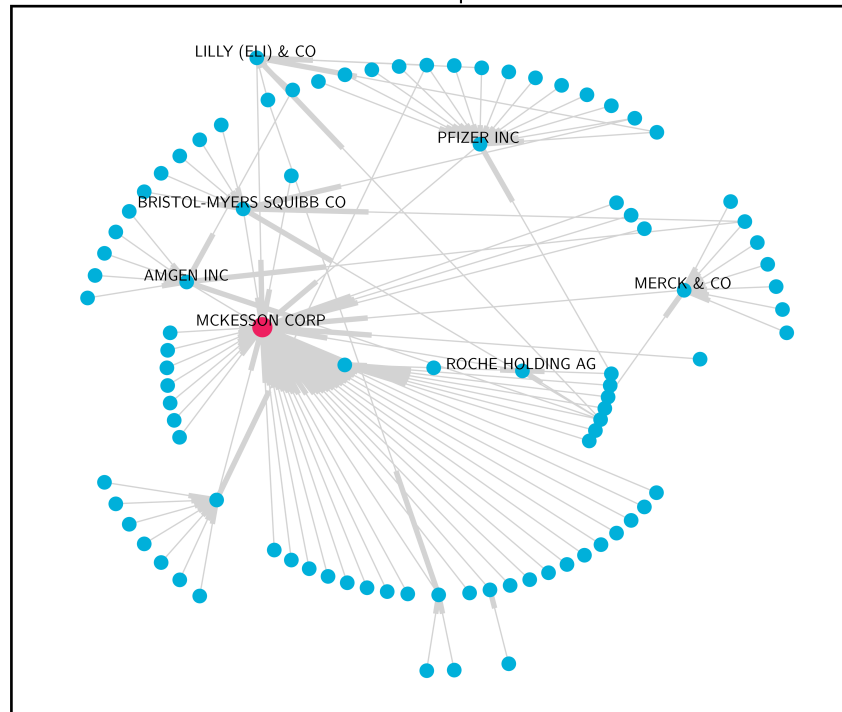 LILLY (ELI) & CO
PFIZER INC
BRISTOL-MYERS SQUIBB CO
AMGEN INC
MERCK & CO
MCKESSON CORP
ROCHE HOLDING AG